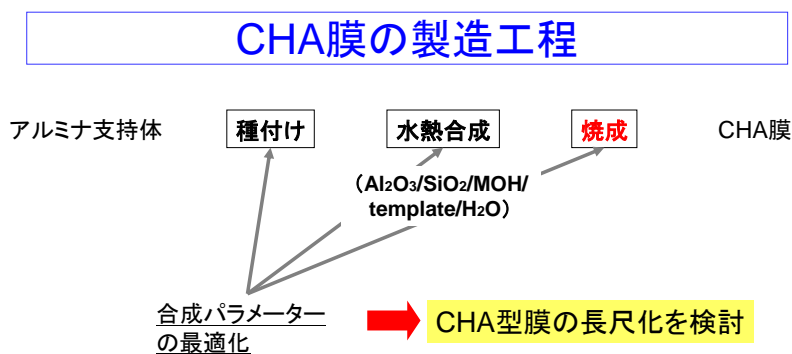 CHA膜の製造工程
アルミナ支持体 種付け 水熱合成 焼成 CHA膜
(Al₂O₃/SiO₂/MOH/
template/H₂O)
合成パラメーター
の最適化
CHA型膜の長尺化を検討